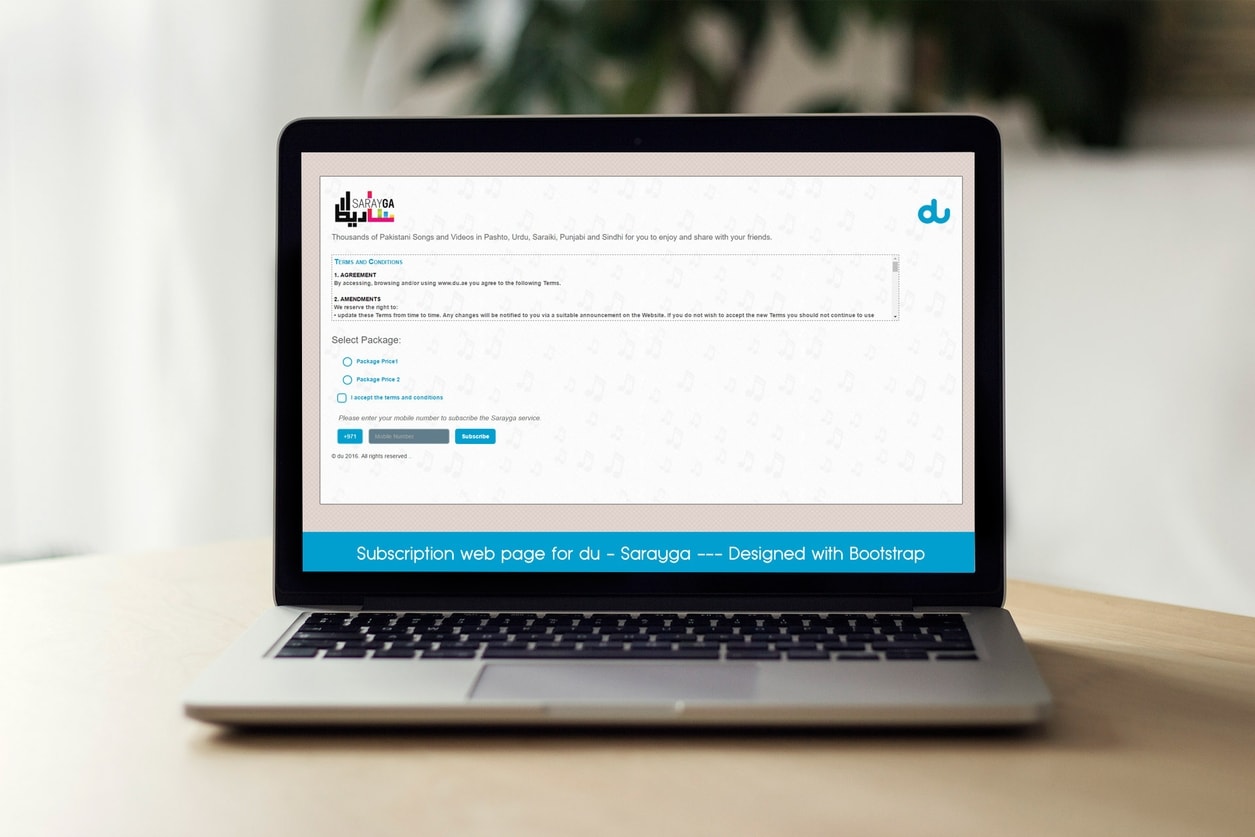 SARAYGA
ساريگا
du
Thousands of Pakistani Songs and Videos in Pashto, Urdu, Saraiki, Punjabi and Sindhi for you to enjoy and share with your friends.
Terms and Conditions
1. AGREEMENT
By accessing, browsing and/or using www.du.ae you agree to the following Terms.
2. AMENDMENTS
We reserve the right to:
- update these Terms from time to time. Any changes will be notified to you via a suitable announcement on the Website. If you do not wish to accept the new Terms you should not continue to use
Select Package:
Package Price1
Package Price 2
I accept the terms and conditions
Please enter your mobile number to subscribe the Sarayga service.
+971 Mobile Number Subscribe
© du 2016. All rights reserved ..
Subscription web page for du - Sarayga --- Designed with Bootstrap